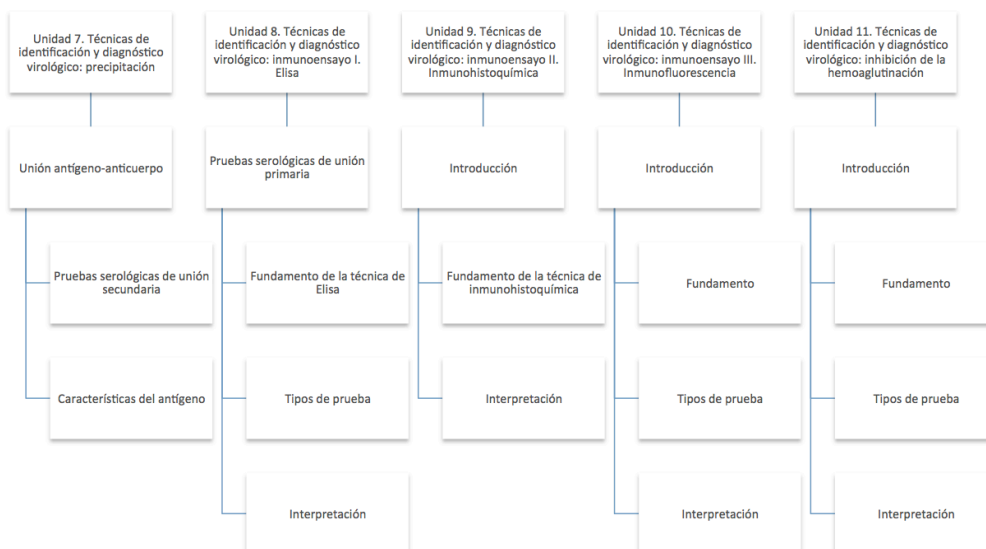 Unidad 7. Técnicas de
identificación y diagnóstico
virológico: precipitación
Unión antígeno-anticuerpo
Pruebas serológicas de unión
secundaria
Características del antígeno
Unidad 8. Técnicas de
identificación y diagnóstico
virológico: inmunoensayo I.
Elisa
Pruebas serológicas de unión
primaria
Fundamento de la técnica de
Elisa
Tipos de prueba
Interpretación
Unidad 9. Técnicas de
identificación y diagnóstico
virológico: inmunoensayo II.
Inmunohistoquímica
Introducción
Fundamento de la técnica de
inmunohistoquímica
Interpretación
Unidad 10. Técnicas de
identificación y diagnóstico
virológico: inmunoensayo III.
Inmunofluorescencia
Introducción
Fundamento
Tipos de prueba
Interpretación
Unidad 11. Técnicas de
identificación y diagnóstico
virológico: inhibición de la
hemoaglutinación
Introducción
Fundamento
Tipos de prueba
Interpretación